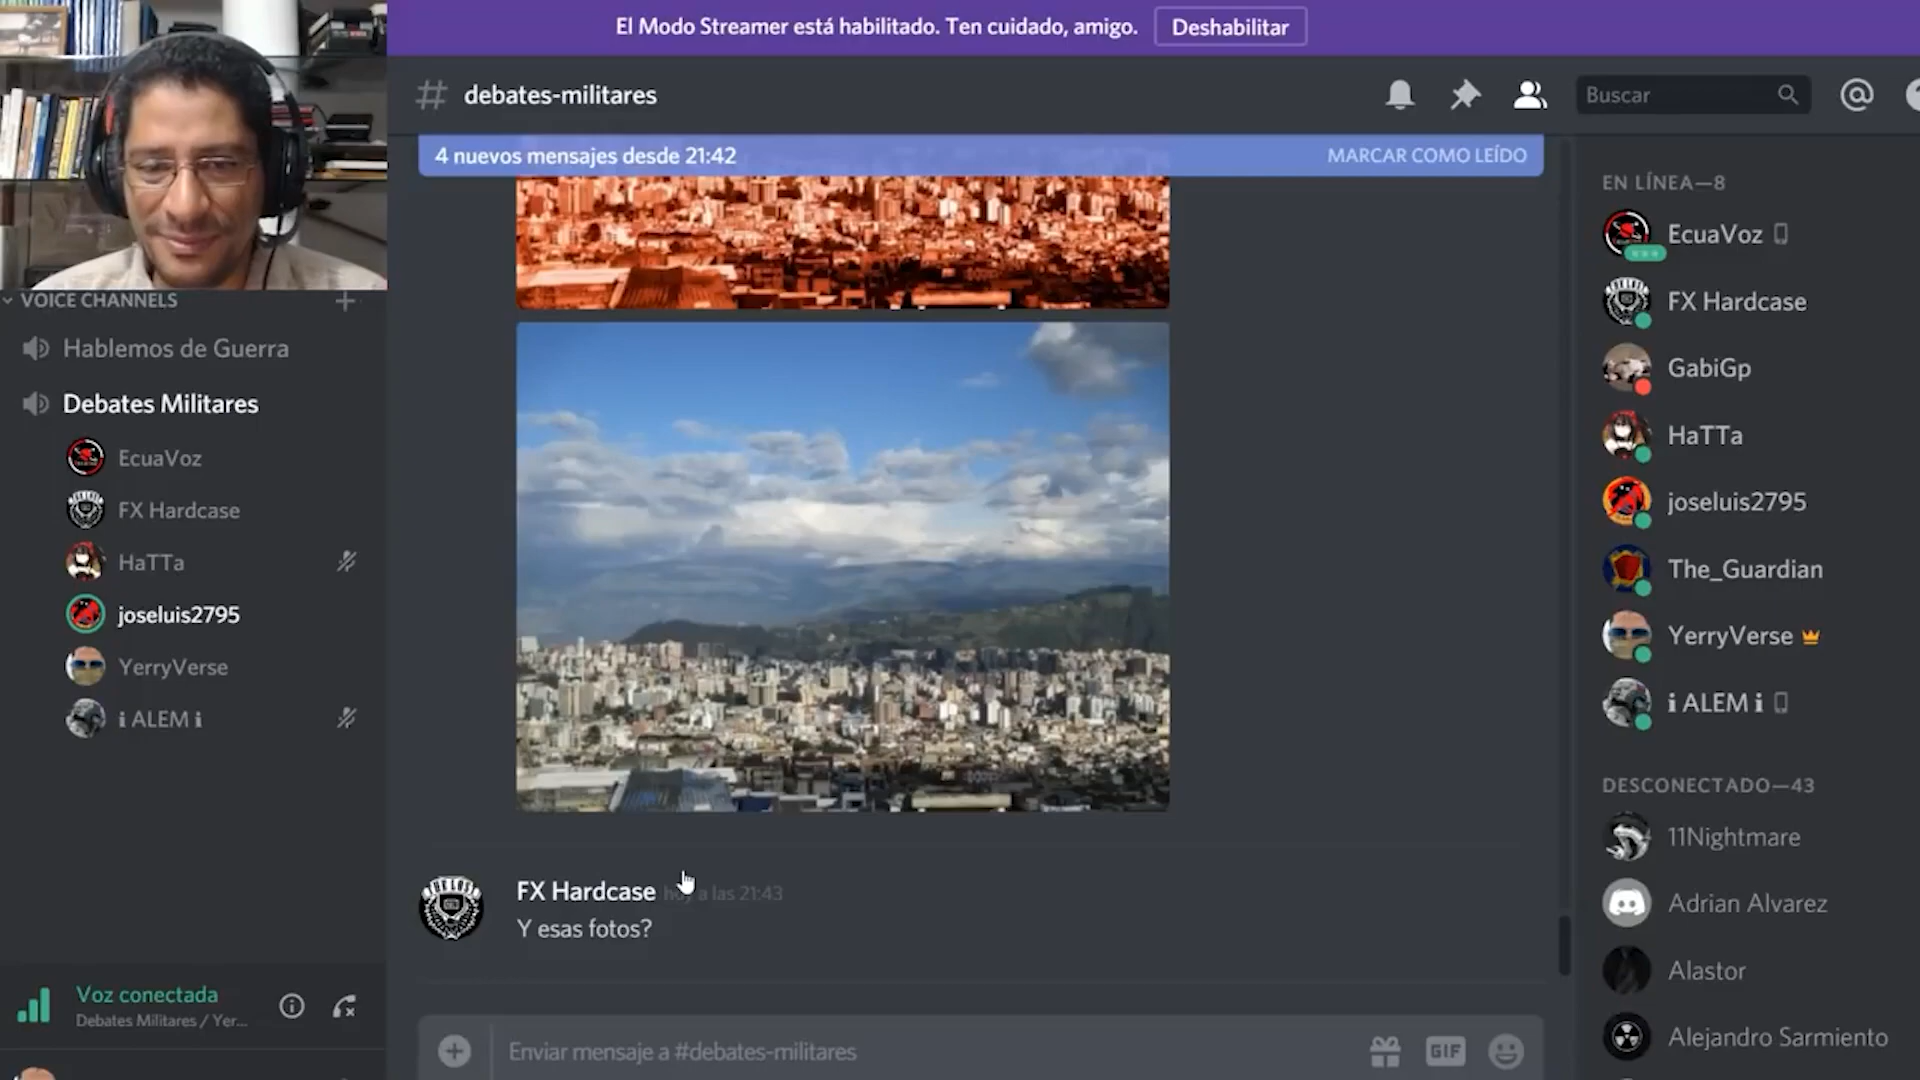 El Modo Streamer está habilitado. Ten cuidado, amigo.
Deshabilitar
debates-militares
Buscar
4 nuevos mensajes desde 21:42
MARCAR COMO LEÍDO
VOICE CHANNELS
Hablemos de Guerra
Debates Militares
EcuaVoz
FX Hardcase
HaTTa
joseluis2795
YerryVerse
¡ ALEM ¡
Voz conectada
Debates Militares / Yer...
FX Hardcase hoy a las 21:43
Y esas fotos?
Enviar mensaje a #debates-militares
GIF
EN LÍNEA—8
EcuaVoz
FX Hardcase
GabiGp
HaTTa
joseluis2795
The_Guardian
YerryVerse
¡ ALEM ¡
DESCONECTADO—43
11Nightmare
Adrian Alvarez
Alastor
Alejandro Sarmiento